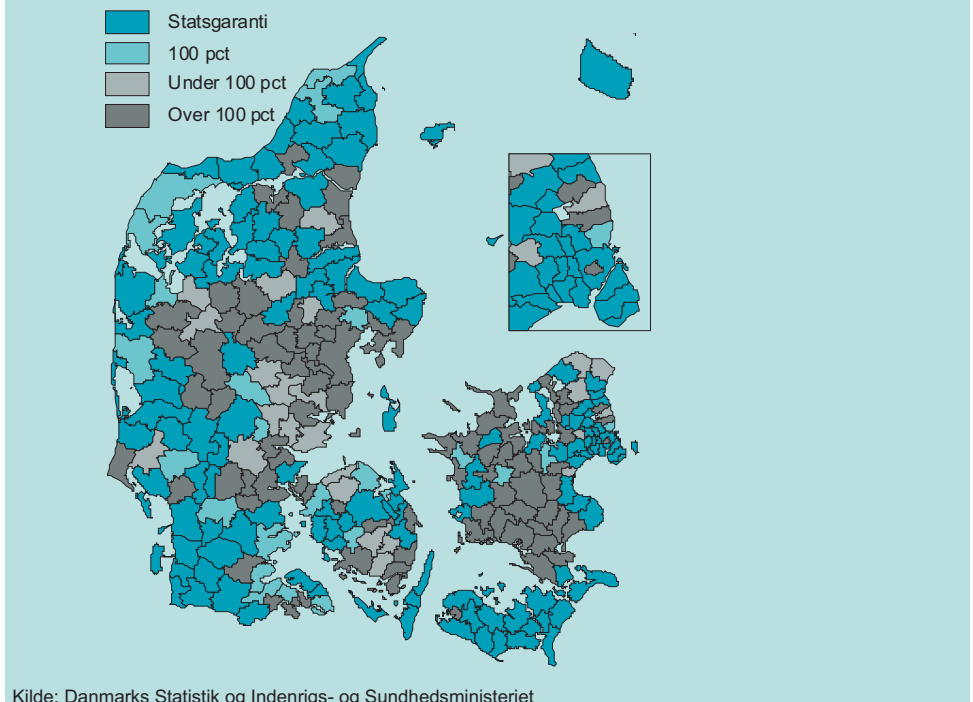 Statsgaranti
100 pct
Under 100 pct
Over 100 pct
Kilde: Danmarks Statistik og Indenrigs- og Sundhedsministeriet